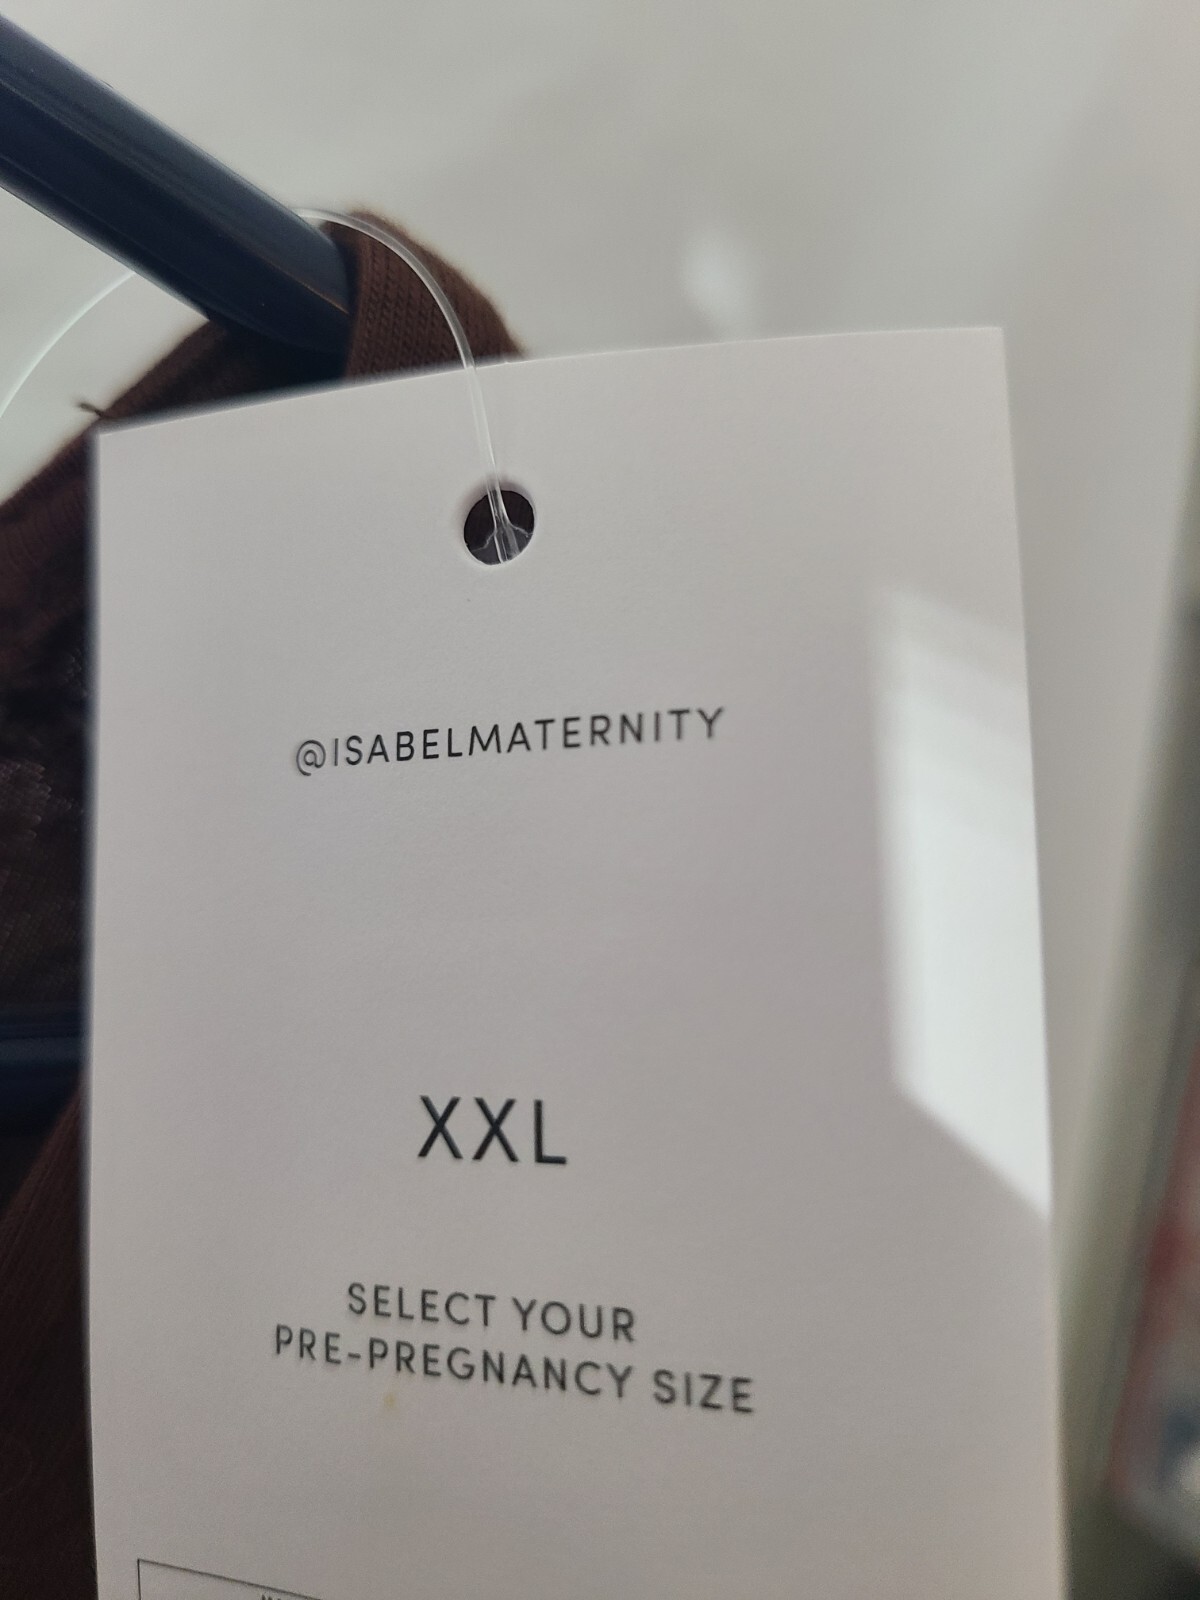 @ISABELMATERNITY
XXL
SELECT YOUR
PRE-PREGNANCY SIZE